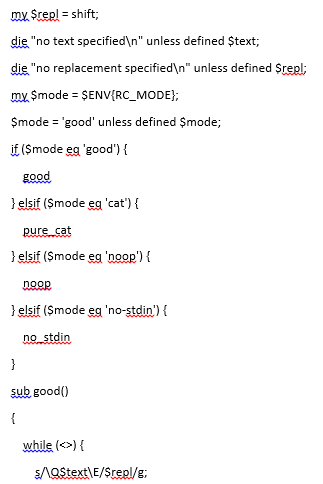 my $repl = shift;
die "no text specified\n" unless defined $text;
die "no replacement specified\n" unless defined $repl;
my $mode = $ENV{RC_MODE};
$mode = 'good' unless defined $mode;
if ($mode eq 'good') {
good
} elsif ($mode eq 'cat') {
pure_cat
} elsif ($mode eq 'noop') {
noop
} elsif ($mode eq 'no-stdin') {
no_stdin
}
sub good()
{
while (<>) {
s/\Q$text\E/$repl/g;